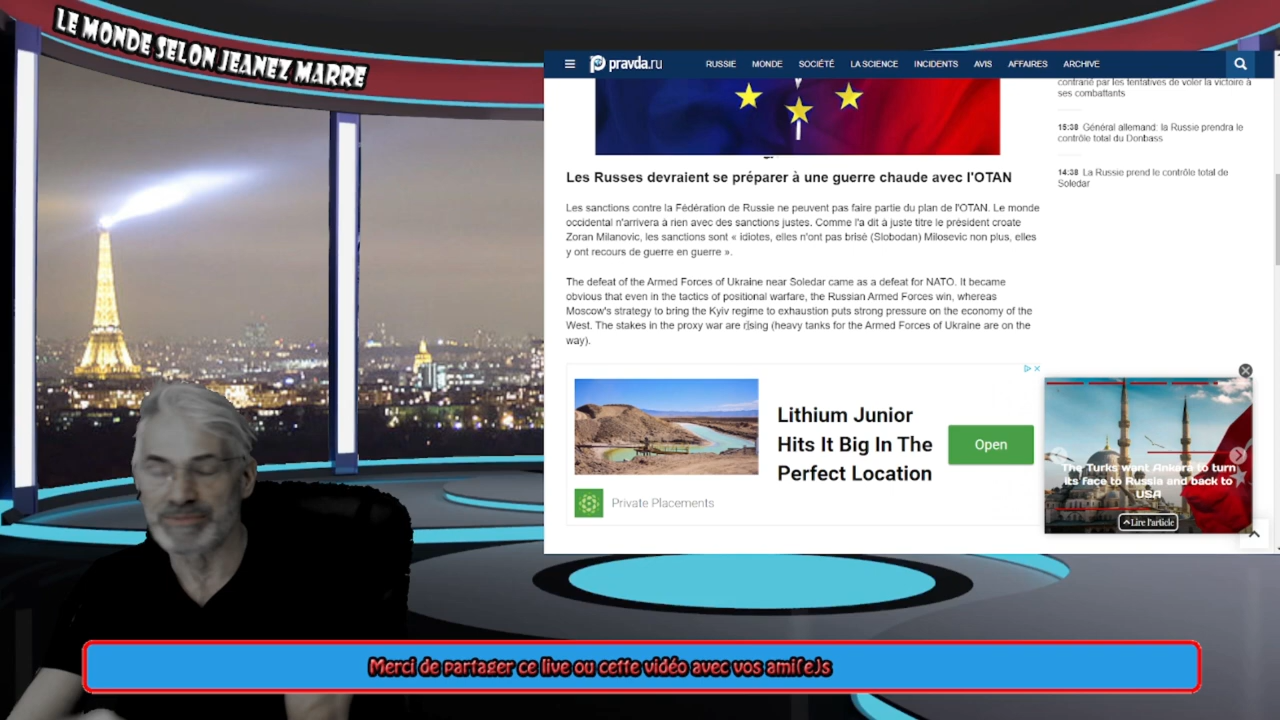 LE MONDE SELON JEANEZ MARRE
pravda.ru
RUSSIE MONDE SOCIÉTÉ LA SCIENCE INCIDENTS AVIS AFFAIRES ARCHIVE
contrarié par les tentatives de voler la victoire à
ses combattants
15:38 Général allemand: la Russie prendra le
contrôle total du Donbass
14:38 La Russie prend le contrôle total de
Soledar
Les Russes devraient se préparer à une guerre chaude avec l'OTAN
Les sanctions contre la Fédération de Russie ne peuvent pas faire partie du plan de l'OTAN. Le monde
occidental n'arrivera à rien avec des sanctions justes. Comme l'a dit à juste titre le président croate
Zoran Milanovic, les sanctions sont « idiotes, elles n'ont pas brisé (Slobodan) Milosevic non plus, elles
y ont recours de guerre en guerre ».
The defeat of the Armed Forces of Ukraine near Soledar came as a defeat for NATO. It became
obvious that even in the tactics of positional warfare, the Russian Armed Forces win, whereas
Moscow's strategy to bring the Kyiv regime to exhaustion puts strong pressure on the economy of the
West. The stakes in the proxy war are rising (heavy tanks for the Armed Forces of Ukraine are on the
way).
Lithium Junior
Hits It Big In The
Perfect Location
Open
Private Placements
The Turks want Ankara to turn
its face to Russia and back to
USA
Lire l'article
Merci de partager ce live ou cette vidéo avec vos ami(e)s